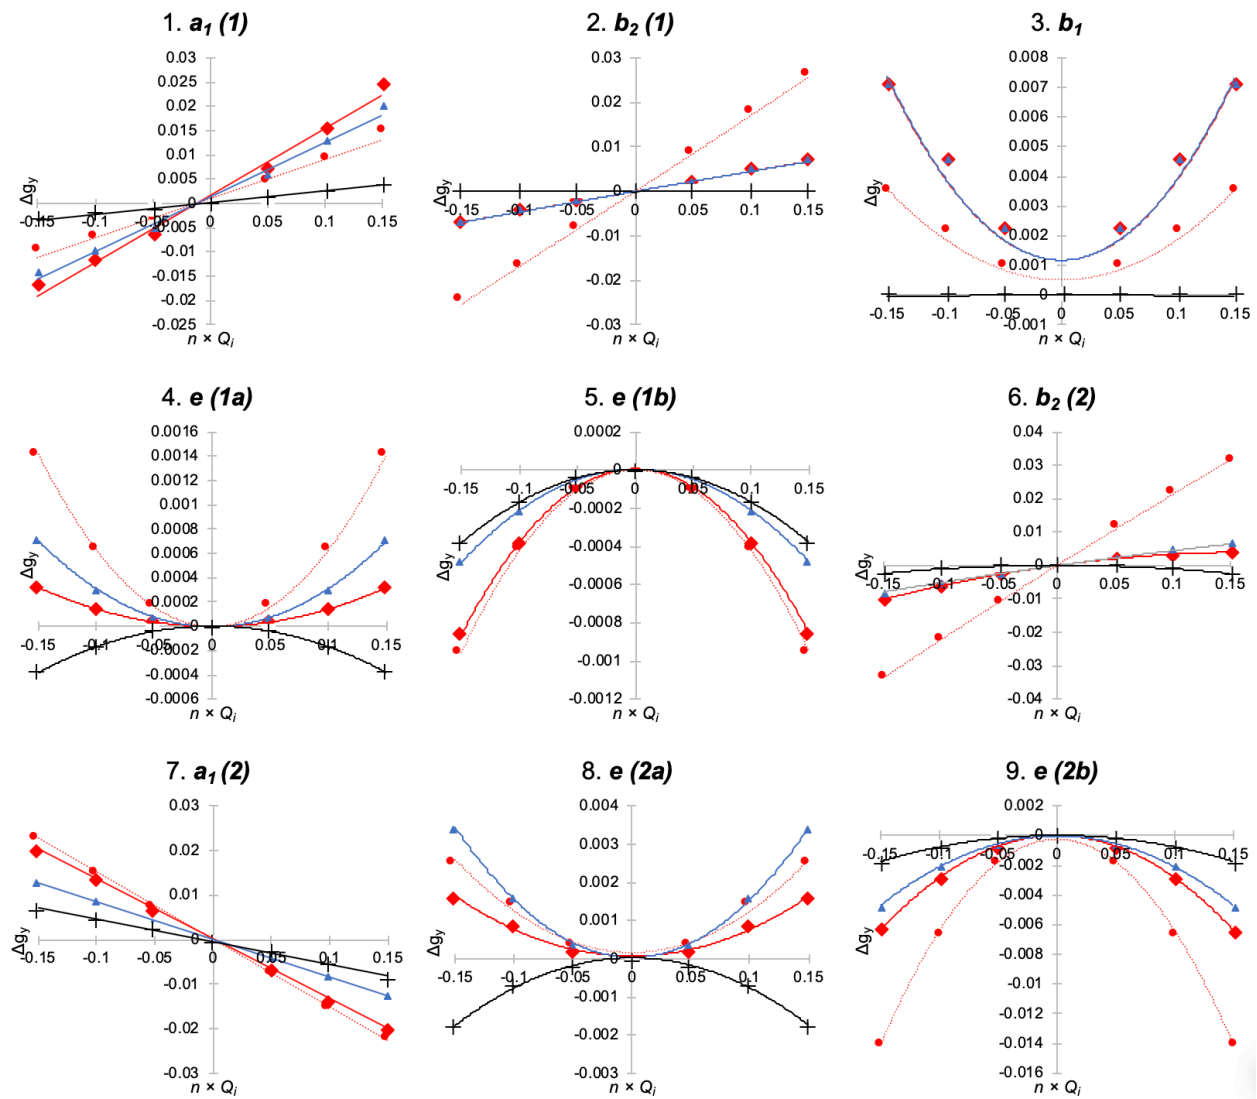 1. a₁ (1)
0.03
0.025
0.02
0.015
0.01
0.005
0
-0.005
-0.01
-0.015
-0.02
-0.025
-0.15 -0.1 -0.05 0 0.05 0.1 0.15
Δgy
n × Qi
2. b₂ (1)
0.03
0.02
0.01
0
-0.01
-0.02
-0.03
-0.15 -0.1 -0.05 0 0.05 0.1 0.15
Δgy
n × Qi
3. b₁
0.008
0.007
0.006
0.005
0.004
0.003
0.002
0.001
0
-0.001
-0.15 -0.1 -0.05 0 0.05 0.1 0.15
Δgy
n × Qi
4. e (1a)
0.0016
0.0014
0.0012
0.001
0.0008
0.0006
0.0004
0.0002
0
-0.0002
-0.0004
-0.0006
-0.15 -0.1 -0.05 0 0.05 0.1 0.15
Δgy
n × Qi
5. e (1b)
0.0002
0
-0.0002
-0.0004
-0.0006
-0.0008
-0.001
-0.0012
-0.15 -0.1 -0.05 0 0.05 0.1 0.15
Δgy
n × Qi
6. b₂ (2)
0.04
0.03
0.02
0.01
0
-0.01
-0.02
-0.03
-0.04
-0.15 -0.1 -0.05 0 0.05 0.1 0.15
Δgy
n × Qi
7. a₁ (2)
0.03
0.02
0.01
0
-0.01
-0.02
-0.03
-0.15 -0.1 -0.05 0 0.05 0.1 0.15
Δgy
n × Qi
8. e (2a)
0.004
0.003
0.002
0.001
0
-0.001
-0.002
-0.003
-0.15 -0.1 -0.05 0 0.05 0.1 0.15
Δgy
n × Qi
9. e (2b)
0.002
0
-0.002
-0.004
-0.006
-0.008
-0.01
-0.012
-0.014
-0.016
-0.15 -0.1 -0.05 0 0.05 0.1 0.15
Δgy
n × Qi